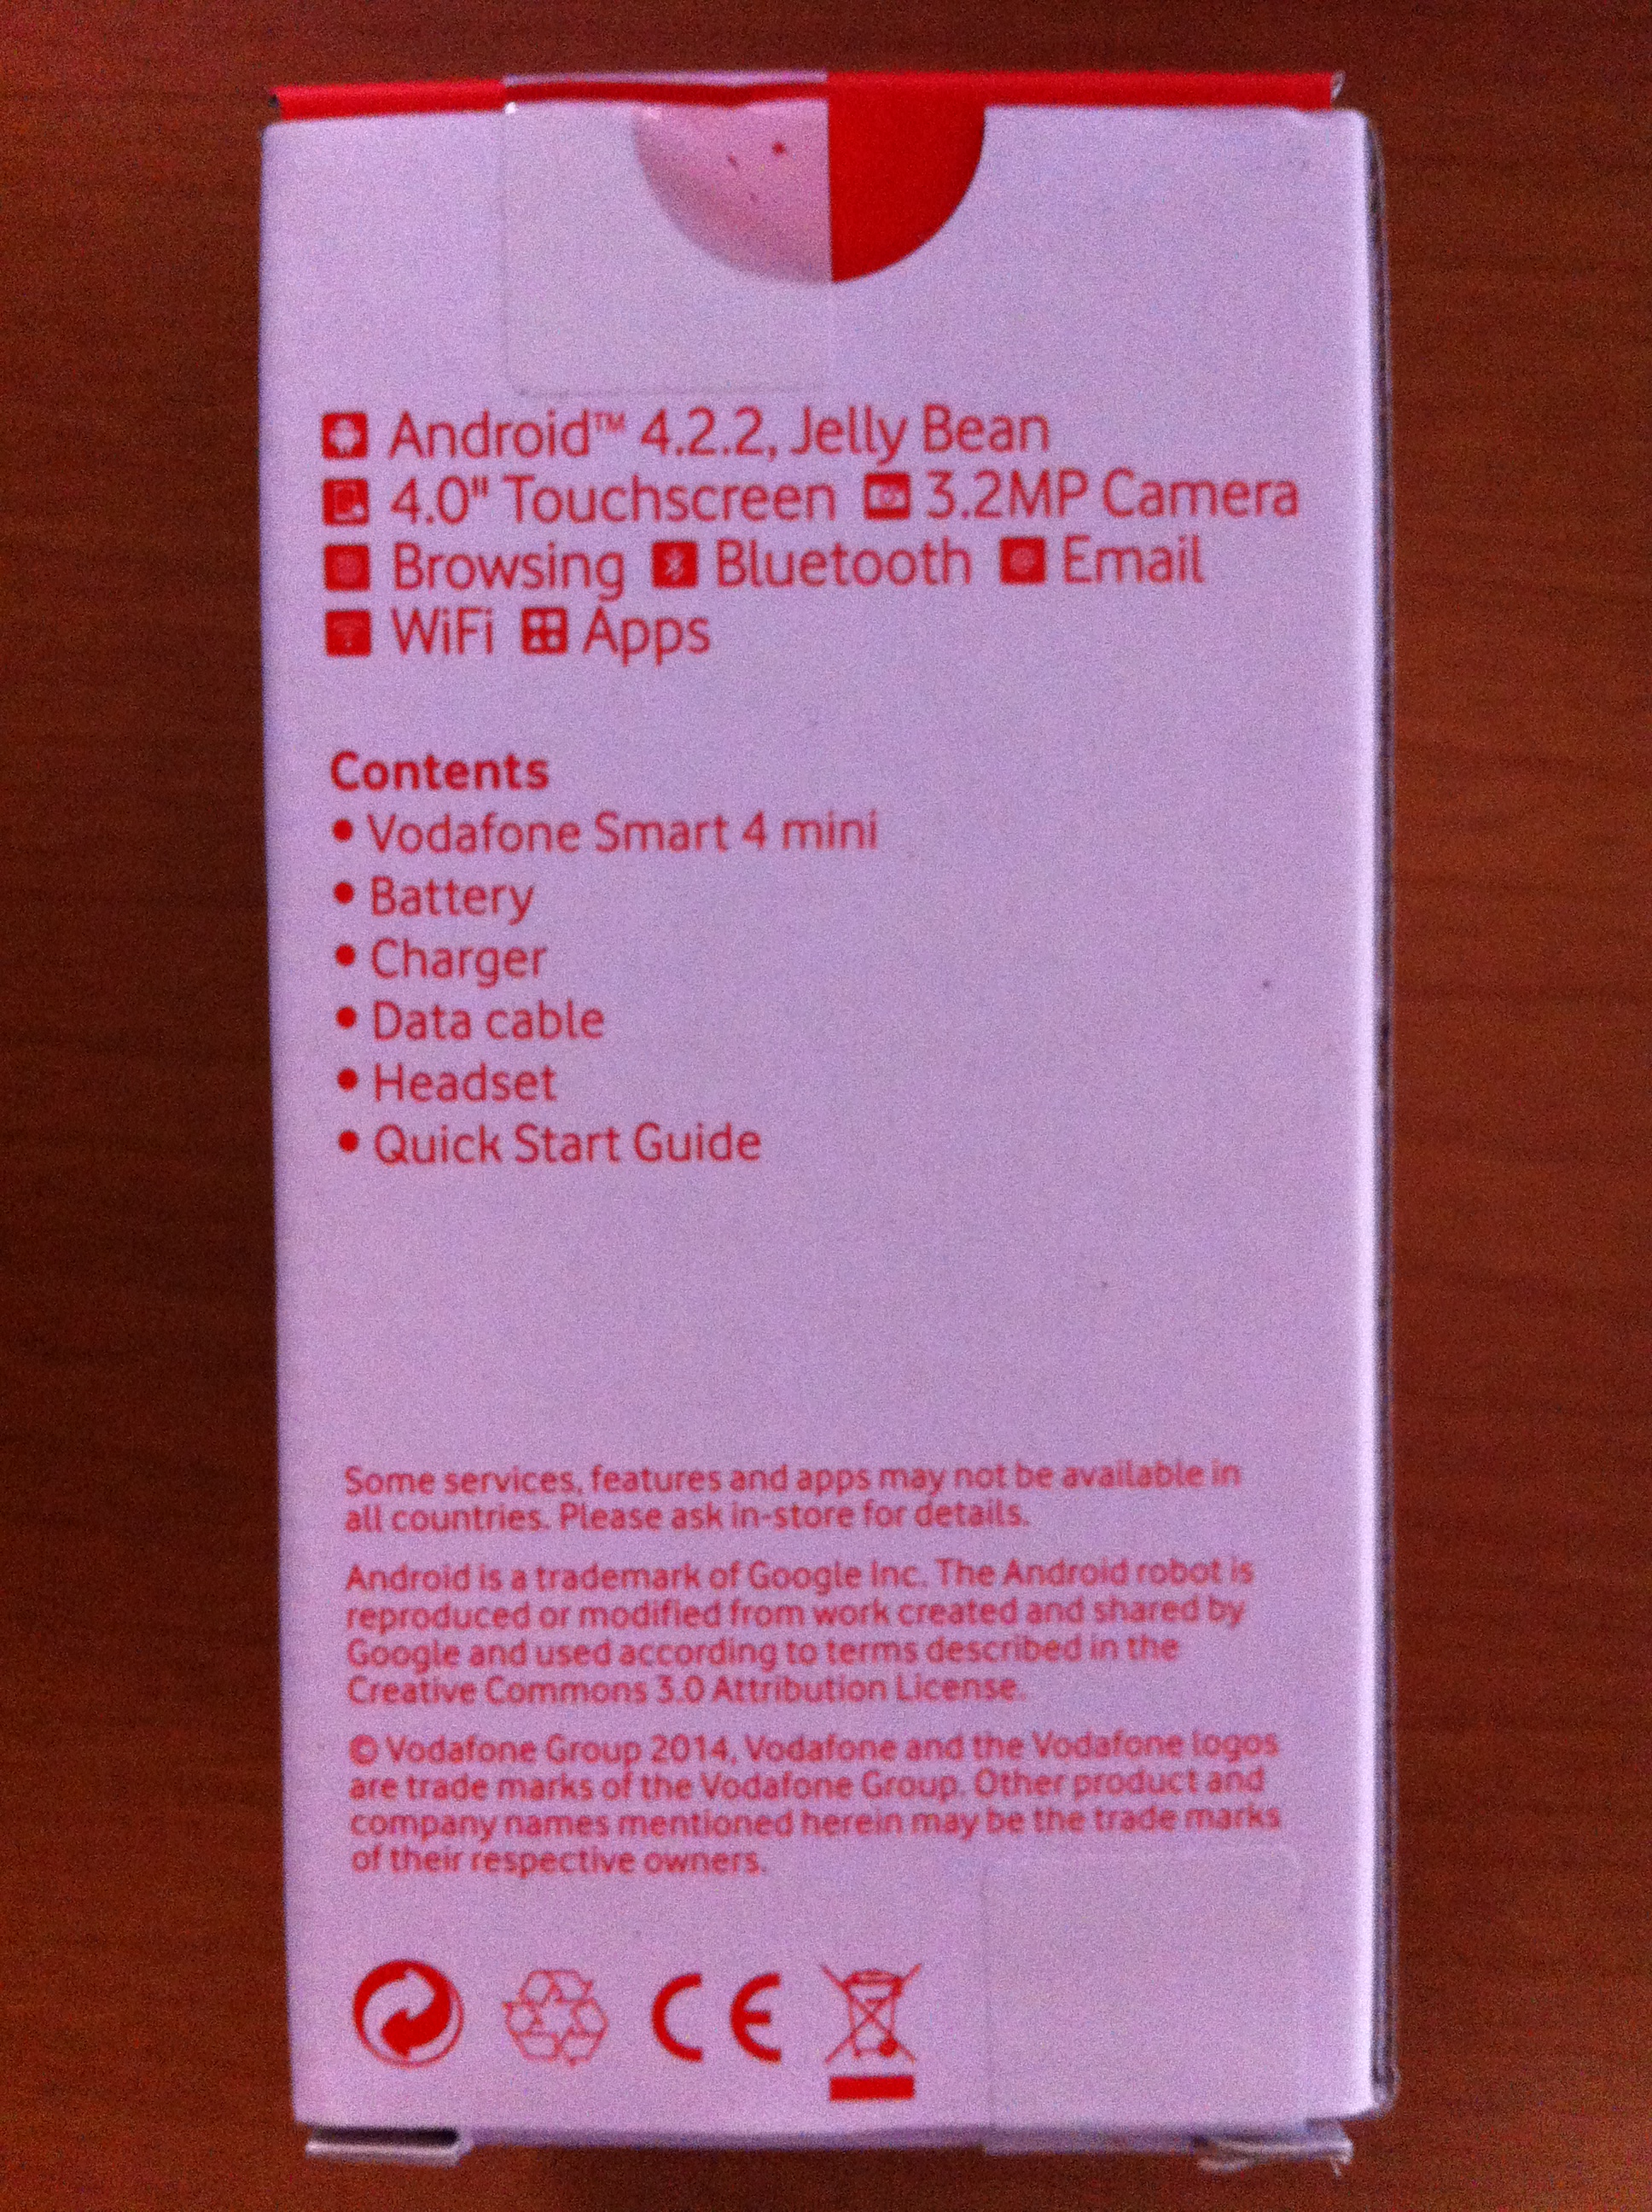 Android™ 4.2.2, Jelly Bean
4.0" Touchscreen 3.2MP Camera
Browsing Bluetooth Email
WiFi Apps
Contents
• Vodafone Smart 4 mini
• Battery
• Charger
• Data cable
• Headset
• Quick Start Guide
Some services, features and apps may not be available in
all countries. Please ask in-store for details.
Android is a trademark of Google Inc. The Android robot is
reproduced or modified from work created and shared by
Google and used according to terms described in the
Creative Commons 3.0 Attribution License.
© Vodafone Group 2014. Vodafone and the Vodafone logos
are trade marks of the Vodafone Group. Other product and
company names mentioned herein may be the trade marks
of their respective owners.
CE